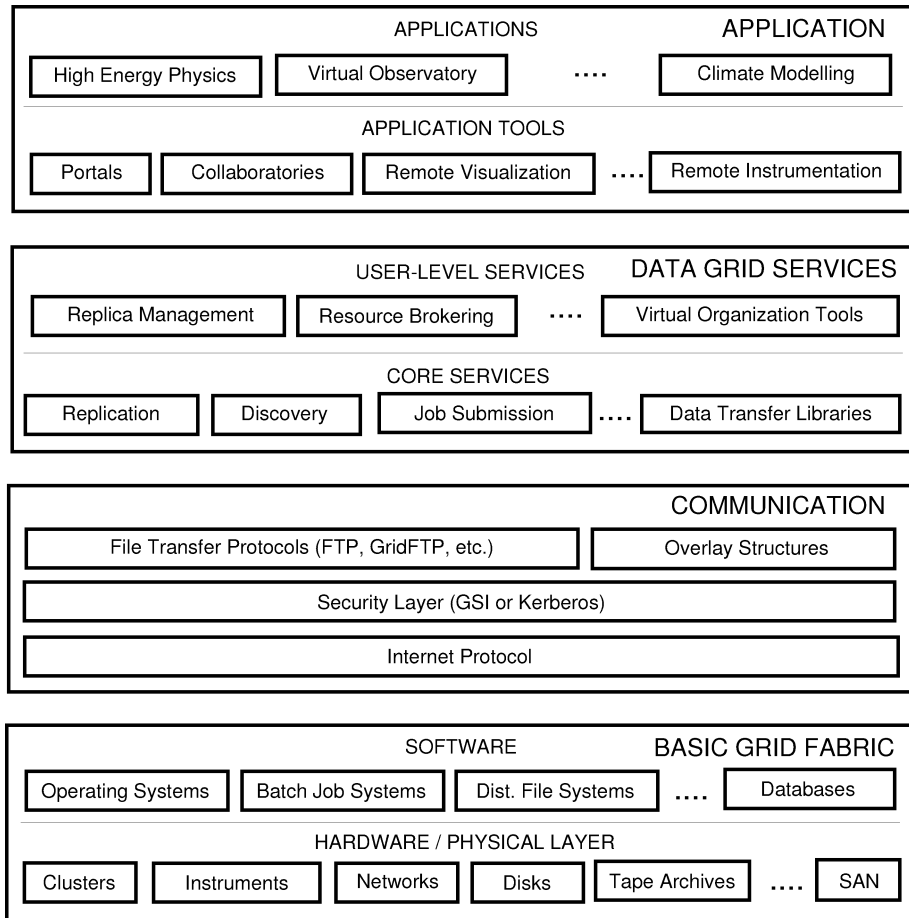 APPLICATIONS APPLICATION
High Energy Physics Virtual Observatory .... Climate Modelling
APPLICATION TOOLS
Portals Collaboratories Remote Visualization .... Remote Instrumentation
USER-LEVEL SERVICES DATA GRID SERVICES
Replica Management Resource Brokering .... Virtual Organization Tools
CORE SERVICES
Replication Discovery Job Submission .... Data Transfer Libraries
COMMUNICATION
File Transfer Protocols (FTP, GridFTP, etc.) Overlay Structures
Security Layer (GSI or Kerberos)
Internet Protocol
SOFTWARE BASIC GRID FABRIC
Operating Systems Batch Job Systems Dist. File Systems .... Databases
HARDWARE / PHYSICAL LAYER
Clusters Instruments Networks Disks Tape Archives .... SAN